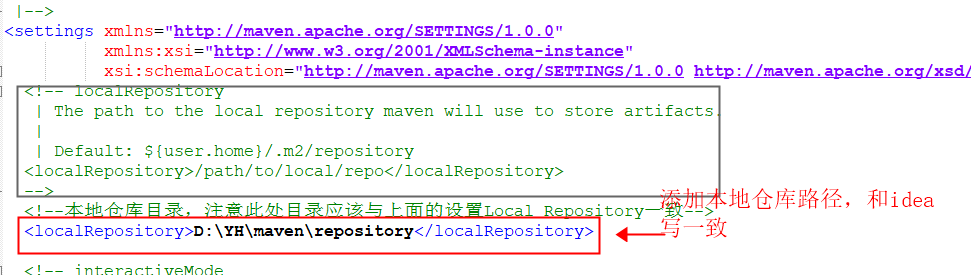 |-->
<settings xmlns="http://maven.apache.org/SETTINGS/1.0.0"
xmlns:xsi="http://www.w3.org/2001/XMLSchema-instance"
xsi:schemaLocation="http://maven.apache.org/SETTINGS/1.0.0 http://maven.apache.org/xsd/
<!-- localRepository
| The path to the local repository maven will use to store artifacts.
|
| Default: ${user.home}/.m2/repository
<localRepository>/path/to/local/repo</localRepository>
-->
<!--本地仓库目录，注意此处目录应该与上面的设置Local Repository一致-->
<localRepository>D:\YH\maven\repository</localRepository>
添加本地仓库路径，和idea
写一致
<!-- interactiveMode